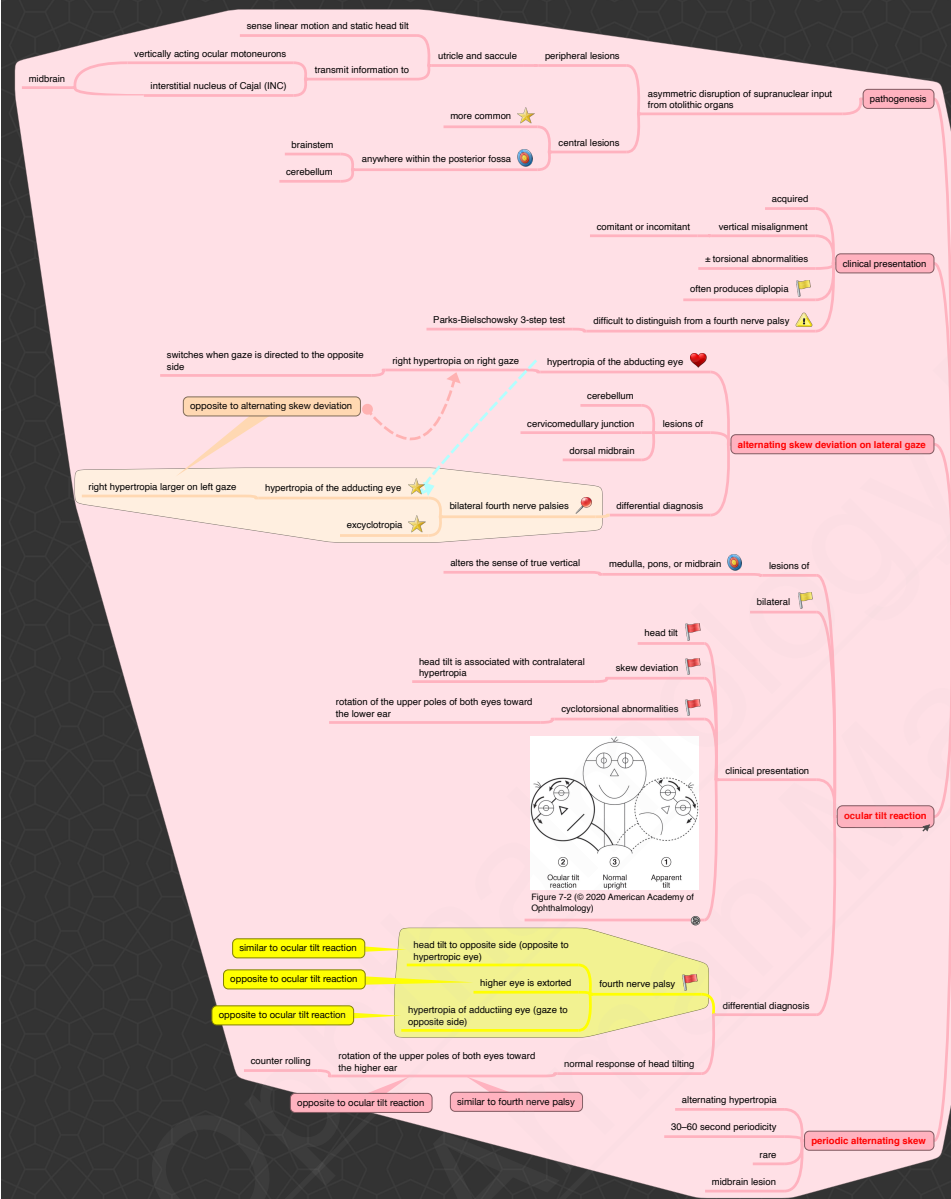 pathogenesis
asymmetric disruption of supranuclear input
from otolithic organs
peripheral lesions
utricle and saccule
sense linear motion and static head tilt
transmit information to
vertically acting ocular motoneurons
interstitial nucleus of Cajal (INC)
midbrain
central lesions
more common
anywhere within the posterior fossa
brainstem
cerebellum
clinical presentation
acquired
vertical misalignment
comitant or incomitant
± torsional abnormalities
often produces diplopia
difficult to distinguish from a fourth nerve palsy
Parks-Bielschowsky 3-step test
alternating skew deviation on lateral gaze
hypertropia of the abducting eye
right hypertropia on right gaze
switches when gaze is directed to the opposite
side
lesions of
cerebellum
cervicomedullary junction
dorsal midbrain
differential diagnosis
bilateral fourth nerve palsies
hypertropia of the adducting eye
right hypertropia larger on left gaze
opposite to alternating skew deviation
excyclotropia
ocular tilt reaction
lesions of
medulla, pons, or midbrain
alters the sense of true vertical
bilateral
clinical presentation
head tilt
skew deviation
head tilt is associated with contralateral
hypertropia
cyclotorsional abnormalities
rotation of the upper poles of both eyes toward
the lower ear
② ③ ①
Ocular tilt
reaction
Normal
upright
Apparent
tilt
Figure 7-2 (© 2020 American Academy of
Ophthalmology)
differential diagnosis
fourth nerve palsy
head tilt to opposite side (opposite to
hypertropic eye)
similar to ocular tilt reaction
higher eye is extorted
opposite to ocular tilt reaction
hypertropia of adductiing eye (gaze to
opposite side)
opposite to ocular tilt reaction
normal response of head tilting
rotation of the upper poles of both eyes toward
the higher ear
counter rolling
opposite to ocular tilt reaction
similar to fourth nerve palsy
periodic alternating skew
alternating hypertropia
30–60 second periodicity
rare
midbrain lesion